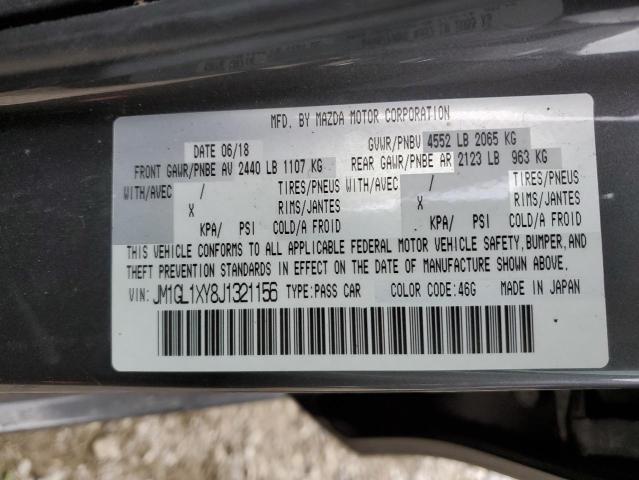 MFD. BY MAZDA MOTOR CORPORATION
DATE 06/18 GVWR/PNBV 4552 LB 2065 KG
FRONT GAWR/PNBE AV 2440 LB 1107 KG REAR GAWR/PNBE AR 2123 LB 963 KG
WITH/AVEC / TIRES/PNEUS WITH/AVEC / TIRES/PNEUS
X RIMS/JANTES X RIMS/JANTES
KPA/ PSI COLD/A FROID KPA/ PSI COLD/A FROID
THIS VEHICLE CONFORMS TO ALL APPLICABLE FEDERAL MOTOR VEHICLE SAFETY, BUMPER, AND
THEFT PREVENTION STANDARDS IN EFFECT ON THE DATE OF MANUFACTURE SHOWN ABOVE.
VIN: JM1GL1XY8J1321156 TYPE: PASS CAR COLOR CODE: 46G MADE IN JAPAN